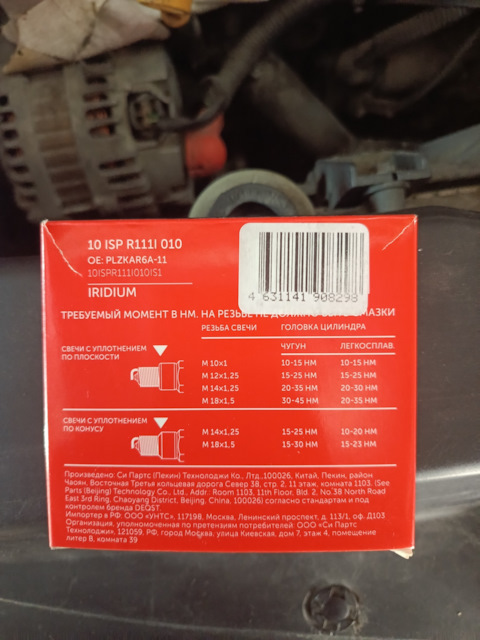 10 ISP R111I 010
OE: PLZKAR6A-11
10ISPR111I010IS1
IRIDIUM
4 631141 908298
ТРЕБУЕМЫЙ МОМЕНТ В НМ. НА РЕЗЬБЕ НЕ ДОЛЖНО БЫТЬ СМАЗКИ
РЕЗЬБА СВЕЧИ ГОЛОВКА ЦИЛИНДРА
ЧУГУН ЛЕГКОСПЛАВ.
СВЕЧИ С УПЛОТНЕНИЕМ
ПО ПЛОСКОСТИ
М 10х1 10-15 НМ 10-15 НМ
М 12х1,25 15-25 НМ 15-25 НМ
М 14х1,25 20-35 НМ 20-30 НМ
М 18х1,5 30-45 НМ 20-35 НМ
СВЕЧИ С УПЛОТНЕНИЕМ
ПО КОНУСУ
М 14х1,25 15-25 НМ 10-20 НМ
М 18х1,5 15-30 НМ 15-23 НМ
Произведено: Си Партс (Пекин) Технолоджи Ко., Лтд.,100026, Китай, Пекин, район
Чаоян, Восточная Третья кольцевая дорога Север 38, стр. 2, 11 этаж, комната 1103. (See
Parts (Beijing) Technology Co., Ltd., Addr.: Room 1103, 11th Floor, Bld. 2, No.38 North Road
East 3rd Ring, Chaoyang District, Beijing, China, 100026) согласно стандартам и под
контролем бренда DEQST.
Импортер в РФ: ООО «УНТС», 117198, Москва, Ленинский проспект, д. 113/1, оф. Д103
Организация, уполномоченная по претензиям потребителей: ООО «Си Партс
Технолоджи», 121059, РФ, город Москва, улица Киевская, дом 7, этаж 4, помещение
литер В, комната 39